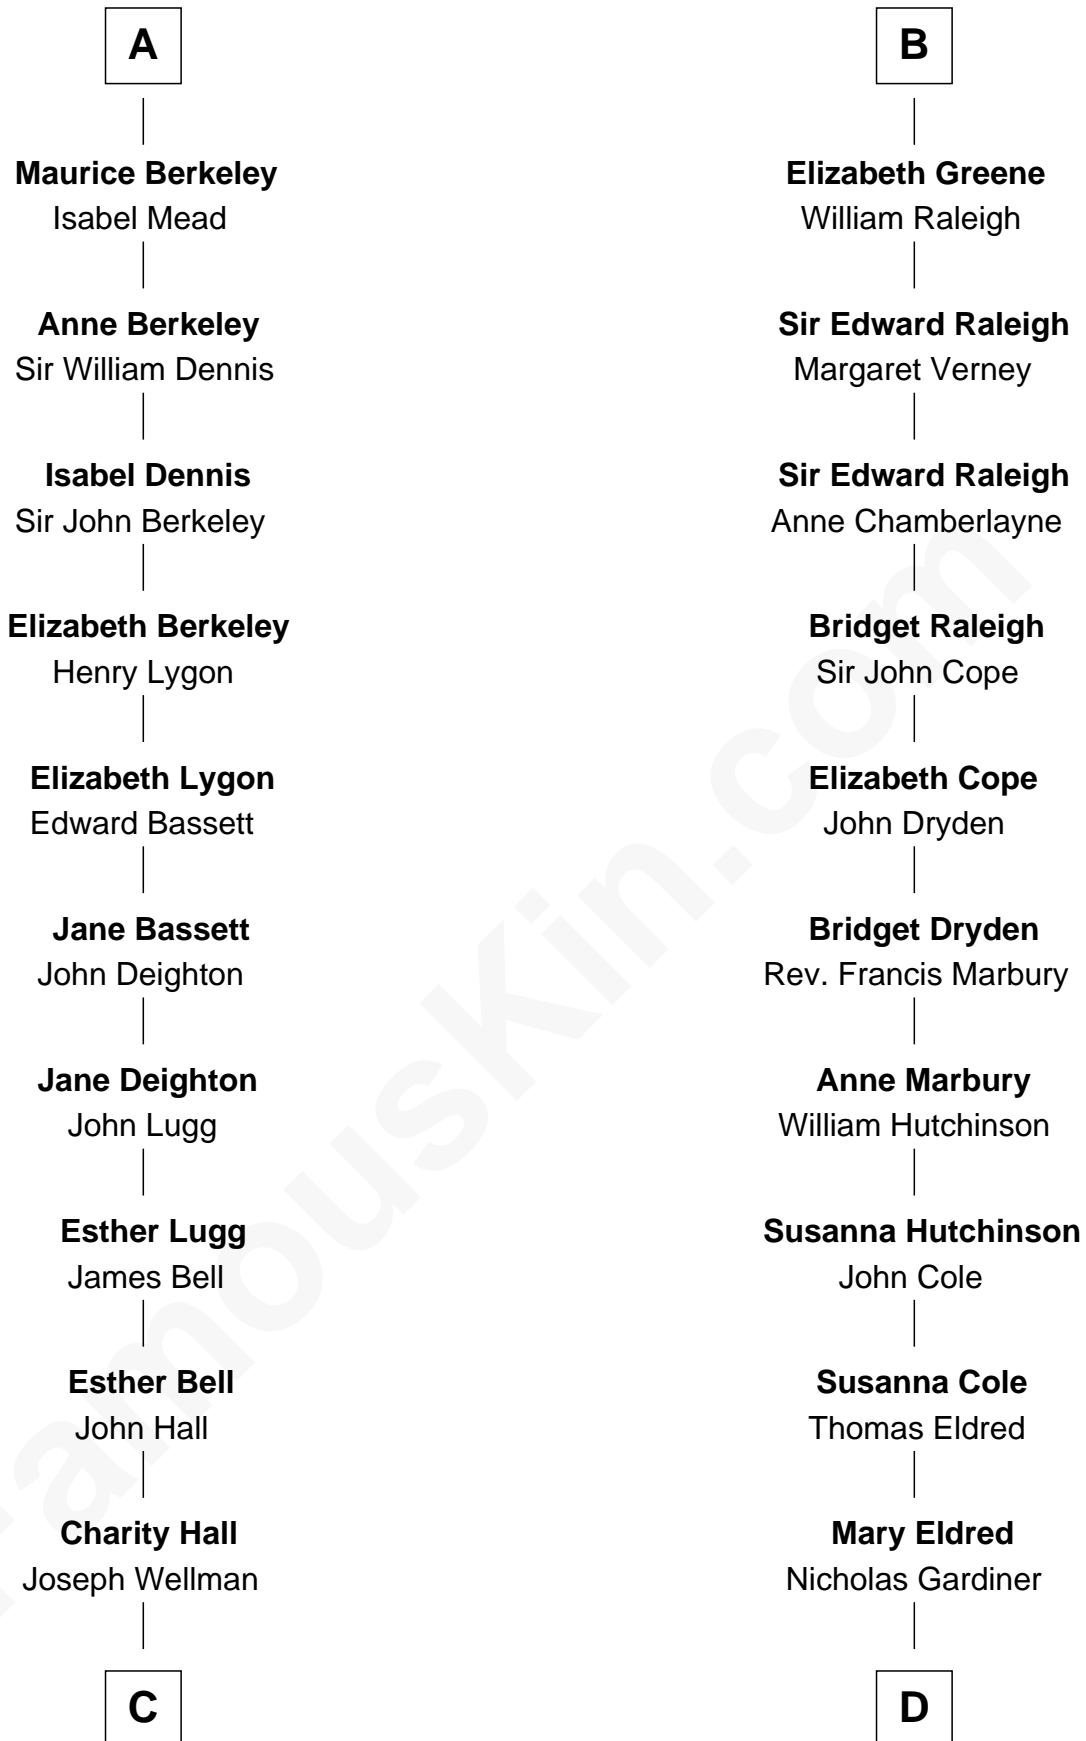 A
Maurice Berkeley
Isabel Mead
Anne Berkeley
Sir William Dennis
Isabel Dennis
Sir John Berkeley
Elizabeth Berkeley
Henry Lygon
Elizabeth Lygon
Edward Bassett
Jane Bassett
John Deighton
Jane Deighton
John Lugg
Esther Lugg
James Bell
Esther Bell
John Hall
Charity Hall
Joseph Wellman
C
B
Elizabeth Greene
William Raleigh
Sir Edward Raleigh
Margaret Verney
Sir Edward Raleigh
Anne Chamberlayne
Bridget Raleigh
Sir John Cope
Elizabeth Cope
John Dryden
Bridget Dryden
Rev. Francis Marbury
Anne Marbury
William Hutchinson
Susanna Hutchinson
John Cole
Susanna Cole
Thomas Eldred
Mary Eldred
Nicholas Gardiner
D
FamousKin.com